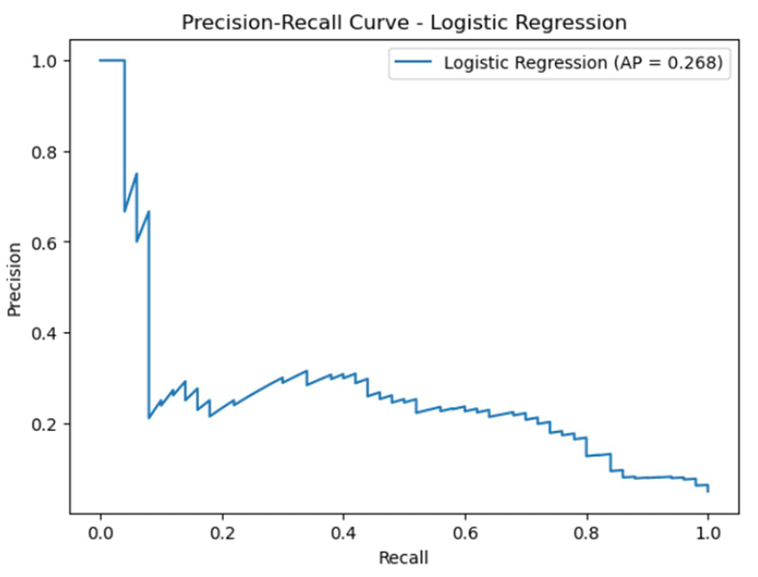 Precision-Recall Curve - Logistic Regression
Logistic Regression (AP = 0.268)
1.0
0.8
0.6
0.4
0.2
Precision
0.0 0.2 0.4 0.6 0.8 1.0
Recall